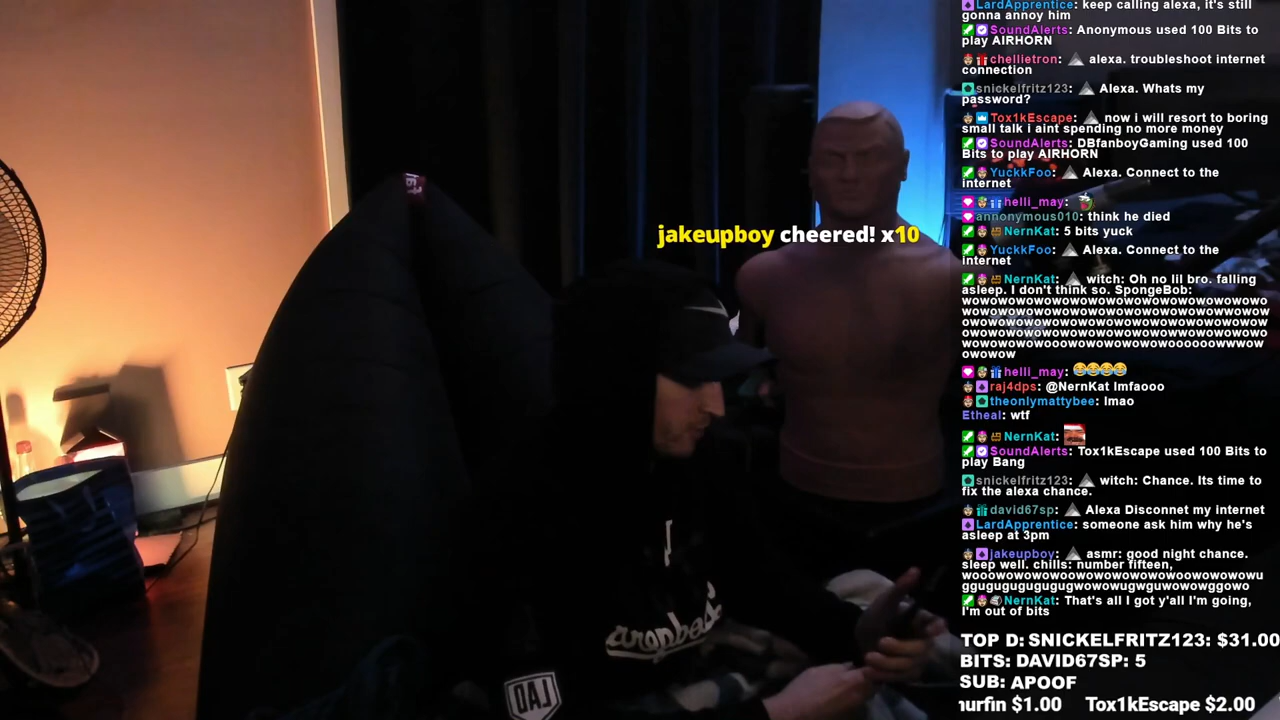 jakeupboy cheered! x10
LardApprentice: keep calling alexa, it's still
gonna annoy him
SoundAlerts: Anonymous used 100 Bits to
play AIRHORN
chellietron: alexa. troubleshoot internet
connection
snickelfritz123: Alexa. Whats my
password?
Tox1kEscape: now i will resort to boring
small talk i aint spending no more money
SoundAlerts: DBfanboyGaming used 100
Bits to play AIRHORN
YuckkFoo: Alexa. Connect to the
internet
helli_may:
annonymous010: think he died
NernKat: 5 bits yuck
YuckkFoo: Alexa. Connect to the
internet
NernKat: witch: Oh no lil bro. falling
asleep. I don't think so. SpongeBob:
helli_may: 😂😂😂😂
raj4dps: @NernKat lmfaooo
theonlymattybee: lmao
Etheal: wtf
NernKat:
SoundAlerts: Tox1kEscape used 100 Bits to
play Bang
snickelfritz123: witch: Chance. Its time to
fix the alexa chance.
david67sp: Alexa Disconnect my internet
LardApprentice: someone ask him why he's
asleep at 3pm
jakeupboy: asmr: good night chance.
sleep well. chills: number fifteen,
NernKat: That's all I got y'all I'm going,
I'm out of bits
TOP D: SNICKELFRITZ123: $31.00
BITS: DAVID67SP: 5
SUB: APOOF
nurfin $1.00 Tox1kEscape $2.00